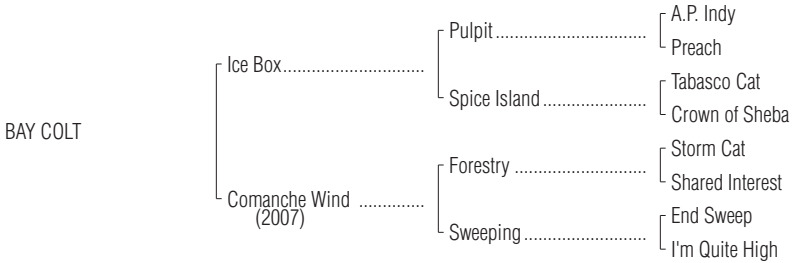 A.P. Indy
Pulpit..............................
Preach
Ice Box............................
Tabasco Cat
Spice Island.....................
Crown of Sheba
BAY COLT
Storm Cat
Forestry ..........................
Shared Interest
Comanche Wind .............
(2007)
End Sweep
Sweeping........................
I'm Quite High